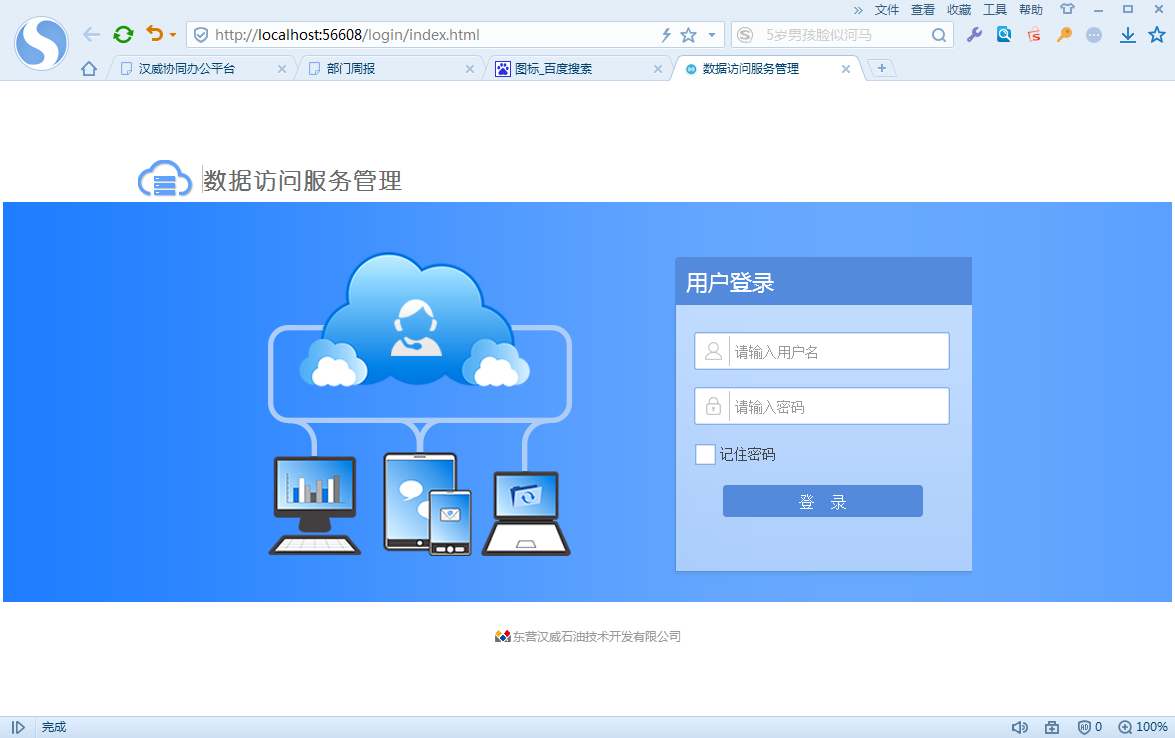 文件 查看 收藏 工具 帮助
http://localhost:56608/login/index.html
5岁男孩脸似河马
汉威协同办公平台
部门周报
图标_百度搜索
数据访问服务管理
数据访问服务管理
用户登录
请输入用户名
请输入密码
记住密码
登 录
东营汉威石油技术开发有限公司
完成
0
100%